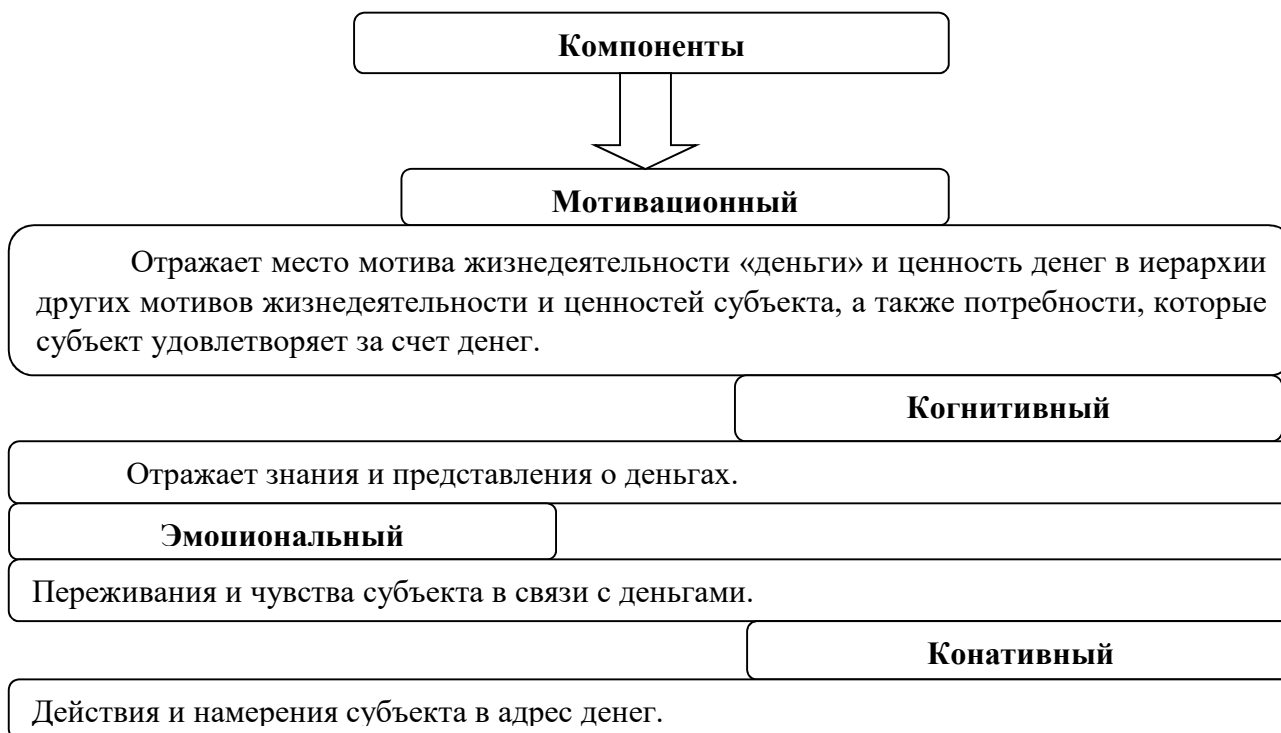 Компоненты
Мотивационный
Отражает место мотива жизнедеятельности «деньги» и ценность денег в иерархии
других мотивов жизнедеятельности и ценностей субъекта, а также потребности, которые
субъект удовлетворяет за счет денег.
Когнитивный
Отражает знания и представления о деньгах.
Эмоциональный
Переживания и чувства субъекта в связи с деньгами.
Конативный
Действия и намерения субъекта в адрес денег.